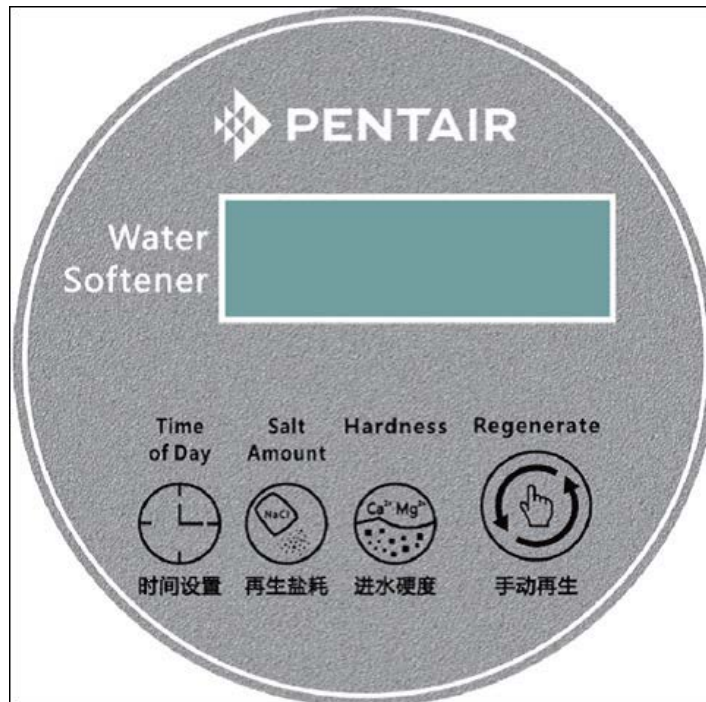 PENTAIR
Water
Softener
Time
of Day
Salt
Amount
Hardness
Regenerate
NaCl
Ca²⁺ Mg²⁺
时间设置
再生盐耗
进水硬度
手动再生